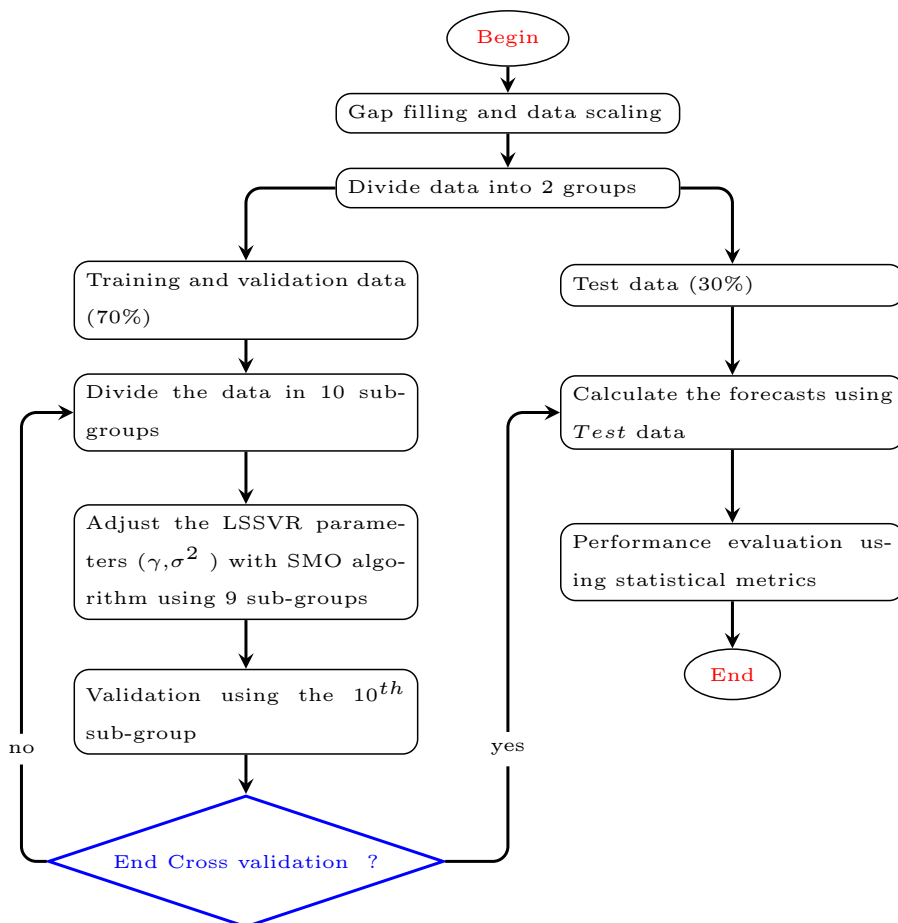 Begin
Gap filling and data scaling
Divide data into 2 groups
Training and validation data
(70%)
Test data (30%)
Divide the data in 10 sub-
groups
Calculate the forecasts using
Test data
Adjust the LSSVR parame-
ters (γ,σ² ) with SMO algo-
rithm using 9 sub-groups
Performance evaluation us-
ing statistical metrics
Validation using the 10ᵗʰ
sub-group
End
no
yes
End Cross validation ?